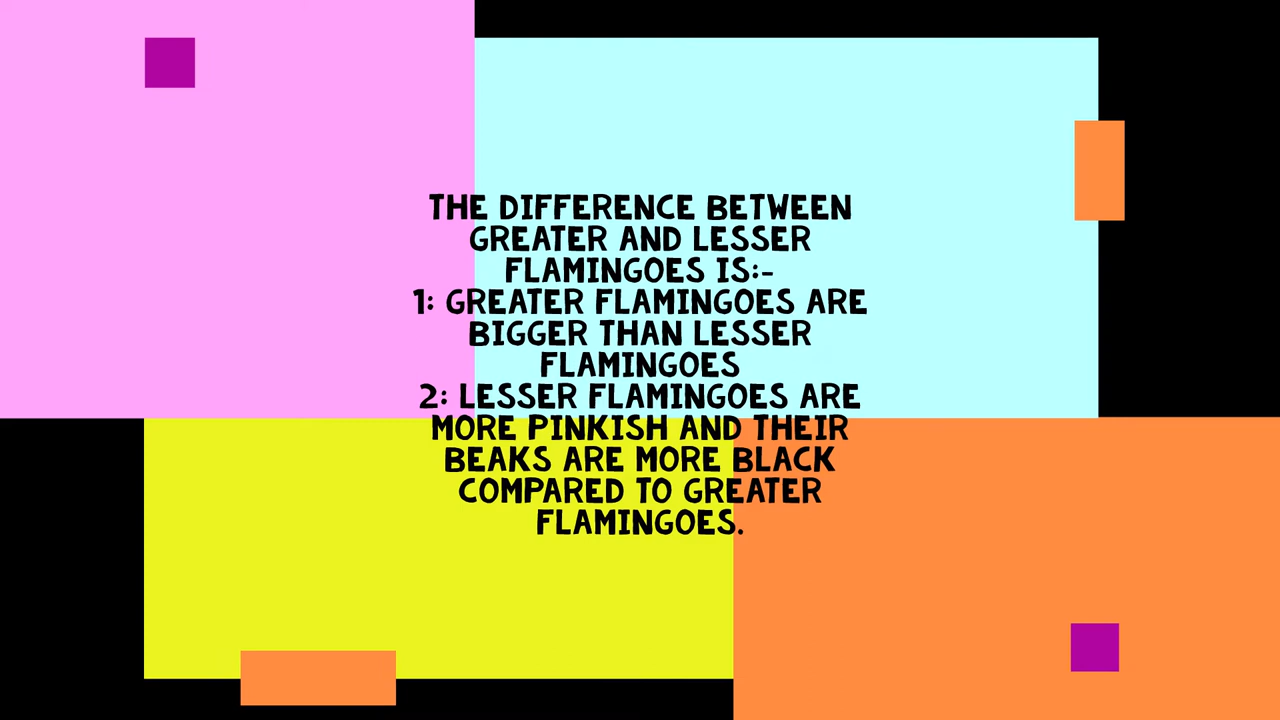 THE DIFFERENCE BETWEEN
GREATER AND LESSER
FLAMINGOES IS:-
1: GREATER FLAMINGOES ARE
BIGGER THAN LESSER
FLAMINGOES
2: LESSER FLAMINGOES ARE
MORE PINKISH AND THEIR
BEAKS ARE MORE BLACK
COMPARED TO GREATER
FLAMINGOES.